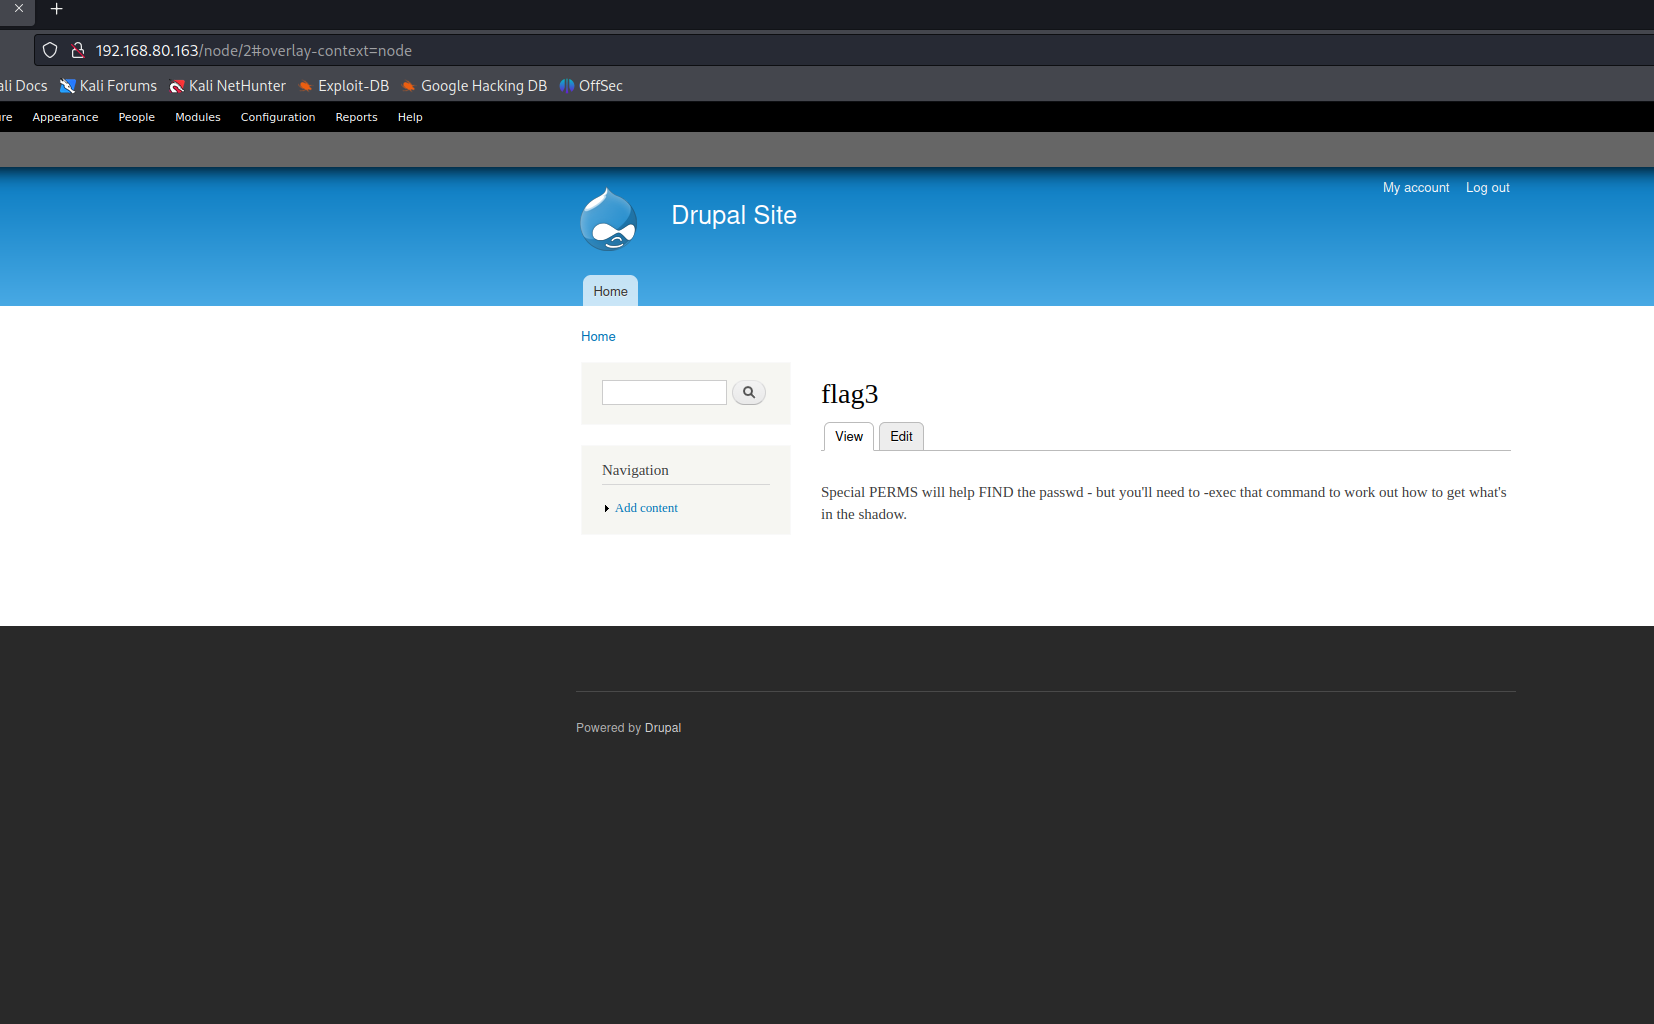 192.168.80.163/node/2#overlay-context=node
ali Docs Kali Forums Kali NetHunter Exploit-DB Google Hacking DB OffSec
re Appearance People Modules Configuration Reports Help
My account Log out
Drupal Site
Home
Home
flag3
View Edit
Navigation
Add content
Special PERMS will help FIND the passwd - but you'll need to -exec that command to work out how to get what's
in the shadow.
Powered by Drupal